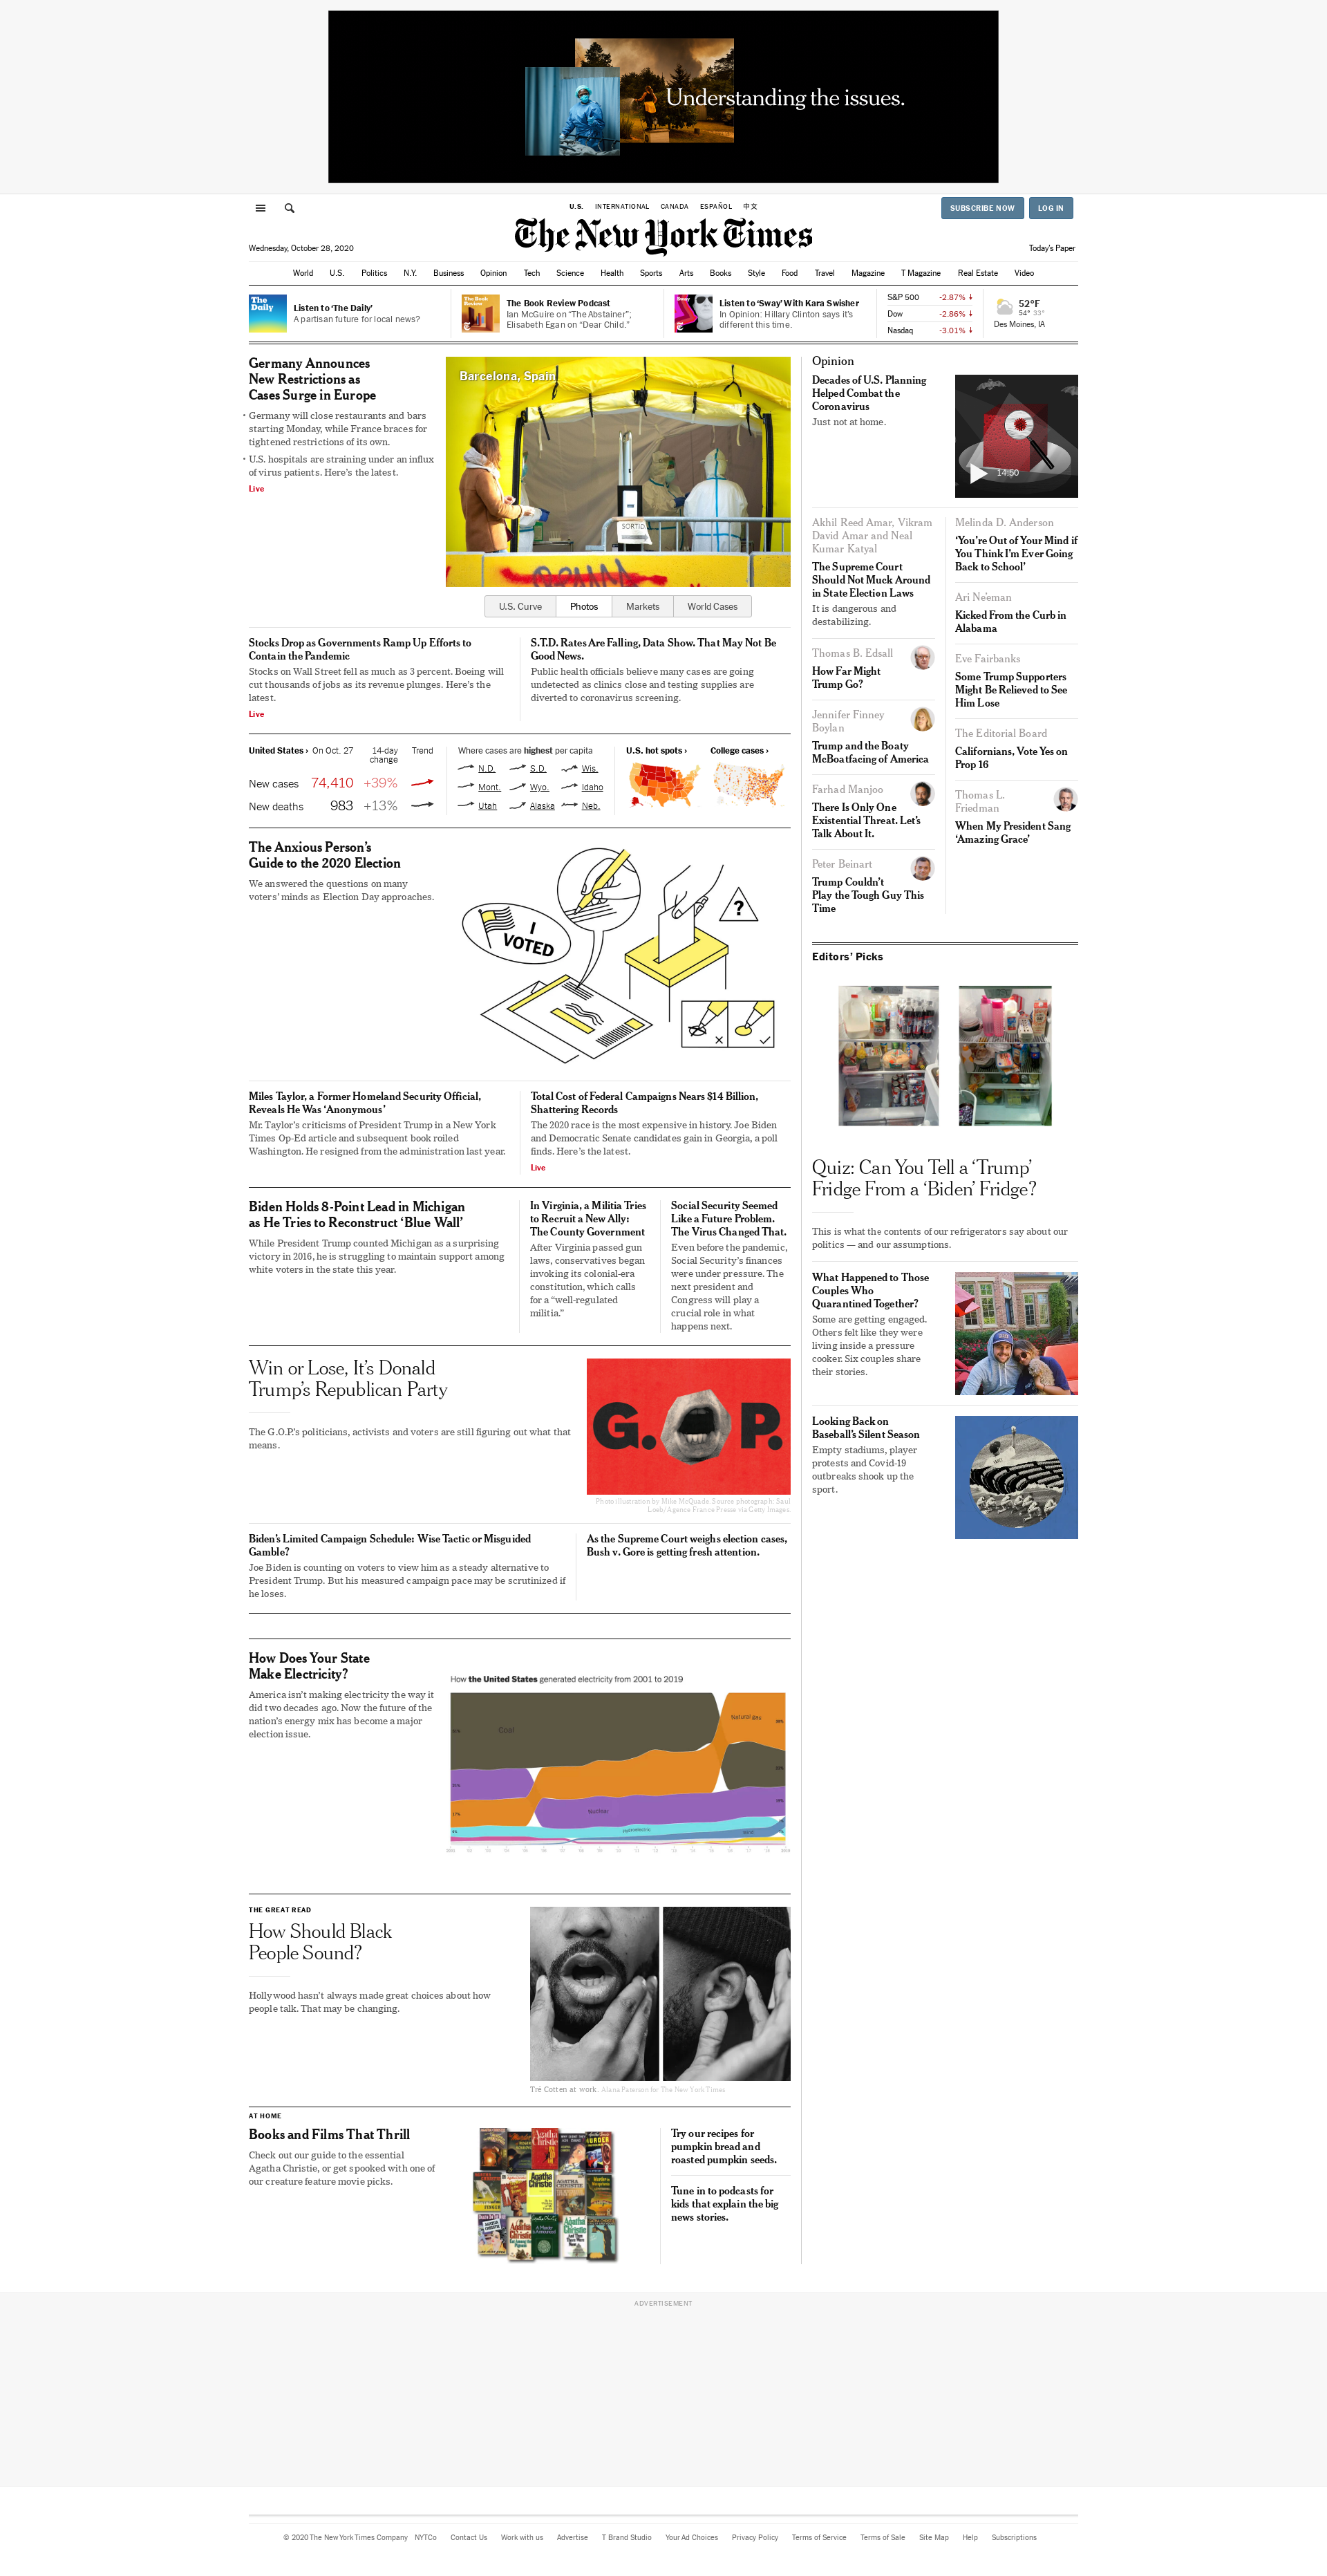 Understanding the issues.
U.S. INTERNATIONAL CANADA ESPAÑOL 中文
SUBSCRIBE NOW LOG IN
The New York Times
Wednesday, October 28, 2020
Today's Paper
World U.S. Politics N.Y. Business Opinion Tech Science Health Sports Arts Books Style Food Travel Magazine T Magazine Real Estate Video
The
Daily
Listen to ‘The Daily’
A partisan future for local news?
The Book
Review
The Book Review Podcast
Ian McGuire on “The Abstainer”;
Elisabeth Egan on “Dear Child.”
Sway
Listen to ‘Sway’ With Kara Swisher
In Opinion: Hillary Clinton says it’s
different this time.
S&P 500 -2.87%
Dow -2.86%
Nasdaq -3.01%
52°F
54° 33°
Des Moines, IA
Germany Announces
New Restrictions as
Cases Surge in Europe
• Germany will close restaurants and bars
starting Monday, while France braces for
tightened restrictions of its own.
• U.S. hospitals are straining under an influx
of virus patients. Here’s the latest.
Live
Barcelona, Spain
U.S. Curve Photos Markets World Cases
Stocks Drop as Governments Ramp Up Efforts to
Contain the Pandemic
Stocks on Wall Street fell as much as 3 percent. Boeing will
cut thousands of jobs as its revenue plunges. Here’s the
latest.
Live
S.T.D. Rates Are Falling, Data Show. That May Not Be
Good News.
Public health officials believe many cases are going
undetected as clinics close and testing supplies are
diverted to coronavirus screening.
United States › On Oct. 27 14-day
change Trend
New cases 74,410 +39%
New deaths 983 +13%
Where cases are highest per capita
N.D. S.D. Wis.
Mont. Wyo. Idaho
Utah Alaska Neb.
U.S. hot spots › College cases ›
The Anxious Person’s
Guide to the 2020 Election
We answered the questions on many
voters’ minds as Election Day approaches.
I
VOTED
?
Miles Taylor, a Former Homeland Security Official,
Reveals He Was ‘Anonymous’
Mr. Taylor’s criticisms of President Trump in a New York
Times Op-Ed article and subsequent book roiled
Washington. He resigned from the administration last year.
Total Cost of Federal Campaigns Nears $14 Billion,
Shattering Records
The 2020 race is the most expensive in history. Joe Biden
and Democratic Senate candidates gain in Georgia, a poll
finds. Here’s the latest.
Live
Biden Holds 8-Point Lead in Michigan
as He Tries to Reconstruct ‘Blue Wall’
While President Trump counted Michigan as a surprising
victory in 2016, he is struggling to maintain support among
white voters in the state this year.
In Virginia, a Militia Tries
to Recruit a New Ally:
The County Government
After Virginia passed gun
laws, conservatives began
invoking its colonial-era
constitution, which calls
for a “well-regulated
militia.”
Social Security Seemed
Like a Future Problem.
The Virus Changed That.
Even before the pandemic,
Social Security’s finances
were under pressure. The
next president and
Congress will play a
crucial role in what
happens next.
Win or Lose, It’s Donald
Trump’s Republican Party
The G.O.P.’s politicians, activists and voters are still figuring out what that
means.
G.OP.
Photo illustration by Mike McQuade. Source photograph: Saul
Loeb/Agence France-Presse via Getty Images.
Biden’s Limited Campaign Schedule: Wise Tactic or Misguided
Gamble?
Joe Biden is counting on voters to view him as a steady alternative to
President Trump. But his measured campaign pace may be scrutinized if
he loses.
As the Supreme Court weighs election cases,
Bush v. Gore is getting fresh attention.
How Does Your State
Make Electricity?
America isn’t making electricity the way it
did two decades ago. Now the future of the
nation’s energy mix has become a major
election issue.
How the United States generated electricity from 2001 to 2019
Coal
Natural gas
Nuclear
THE GREAT READ
How Should Black
People Sound?
Hollywood hasn’t always made great choices about how
people talk. That may be changing.
Tré Cotten at work. Alana Paterson for The New York Times
AT HOME
Books and Films That Thrill
Check out our guide to the essential
Agatha Christie, or get spooked with one of
our creature feature movie picks.
Try our recipes for
pumpkin bread and
roasted pumpkin seeds.
Tune in to podcasts for
kids that explain the big
news stories.
Opinion
Decades of U.S. Planning
Helped Combat the
Coronavirus
Just not at home.
14:50
Akhil Reed Amar, Vikram
David Amar and Neal
Kumar Katyal
The Supreme Court
Should Not Muck Around
in State Election Laws
It is dangerous and
destabilizing.
Thomas B. Edsall
How Far Might
Trump Go?
Jennifer Finney
Boylan
Trump and the Boaty
McBoatfacing of America
Farhad Manjoo
There Is Only One
Existential Threat. Let’s
Talk About It.
Peter Beinart
Trump Couldn’t
Play the Tough Guy This
Time
Melinda D. Anderson
‘You’re Out of Your Mind if
You Think I’m Ever Going
Back to School’
Ari Ne’eman
Kicked From the Curb in
Alabama
Eve Fairbanks
Some Trump Supporters
Might Be Relieved to See
Him Lose
The Editorial Board
Californians, Vote Yes on
Prop 16
Thomas L.
Friedman
When My President Sang
‘Amazing Grace’
Editors’ Picks
Quiz: Can You Tell a ‘Trump’
Fridge From a ‘Biden’ Fridge?
This is what the contents of our refrigerators say about our
politics — and our assumptions.
What Happened to Those
Couples Who
Quarantined Together?
Some are getting engaged.
Others felt like they were
living inside a pressure
cooker. Six couples share
their stories.
Looking Back on
Baseball’s Silent Season
Empty stadiums, player
protests and Covid-19
outbreaks shook up the
sport.
ADVERTISEMENT
© 2020 The New York Times Company NYTCo Contact Us Work with us Advertise T Brand Studio Your Ad Choices Privacy Policy Terms of Service Terms of Sale Site Map Help Subscriptions